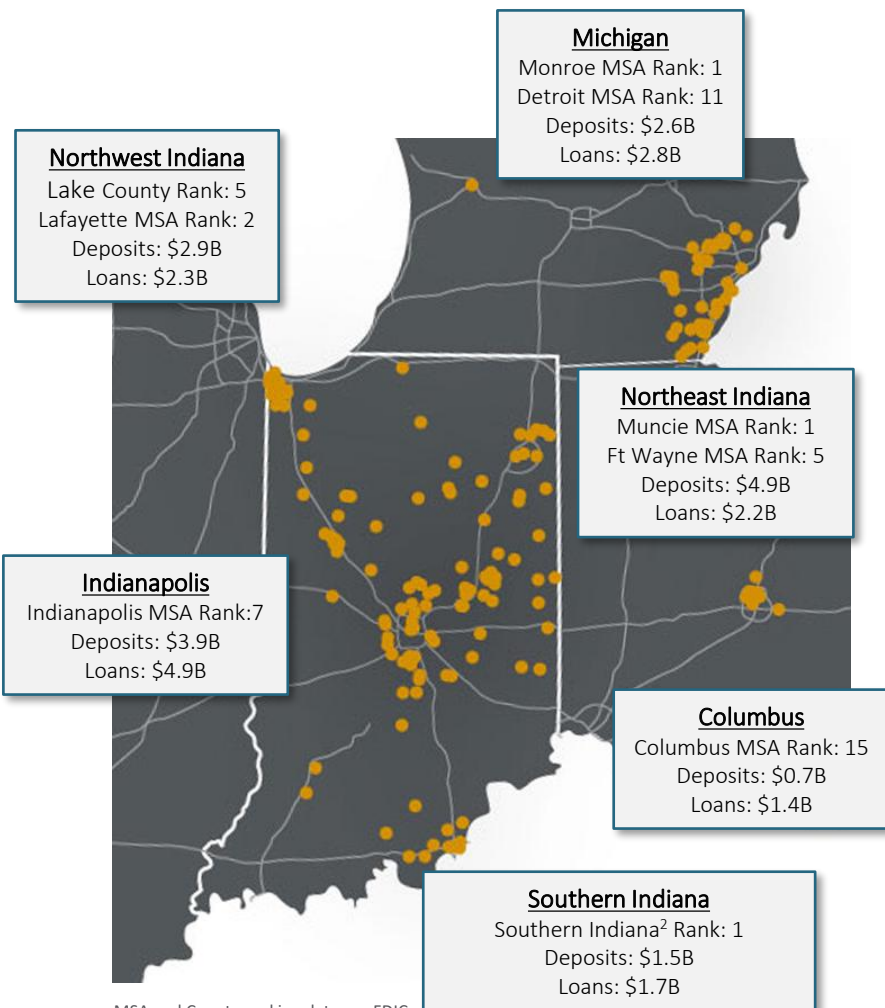 Michigan
Monroe MSA Rank: 1
Detroit MSA Rank: 11
Deposits: $2.6B
Loans: $2.8B
Northwest Indiana
Lake County Rank: 5
Lafayette MSA Rank: 2
Deposits: $2.9B
Loans: $2.3B
Northeast Indiana
Muncie MSA Rank: 1
Ft Wayne MSA Rank: 5
Deposits: $4.9B
Loans: $2.2B
Indianapolis
Indianapolis MSA Rank:7
Deposits: $3.9B
Loans: $4.9B
Columbus
Columbus MSA Rank: 15
Deposits: $0.7B
Loans: $1.4B
Southern Indiana
Southern Indiana² Rank: 1
Deposits: $1.5B
Loans: $1.7B